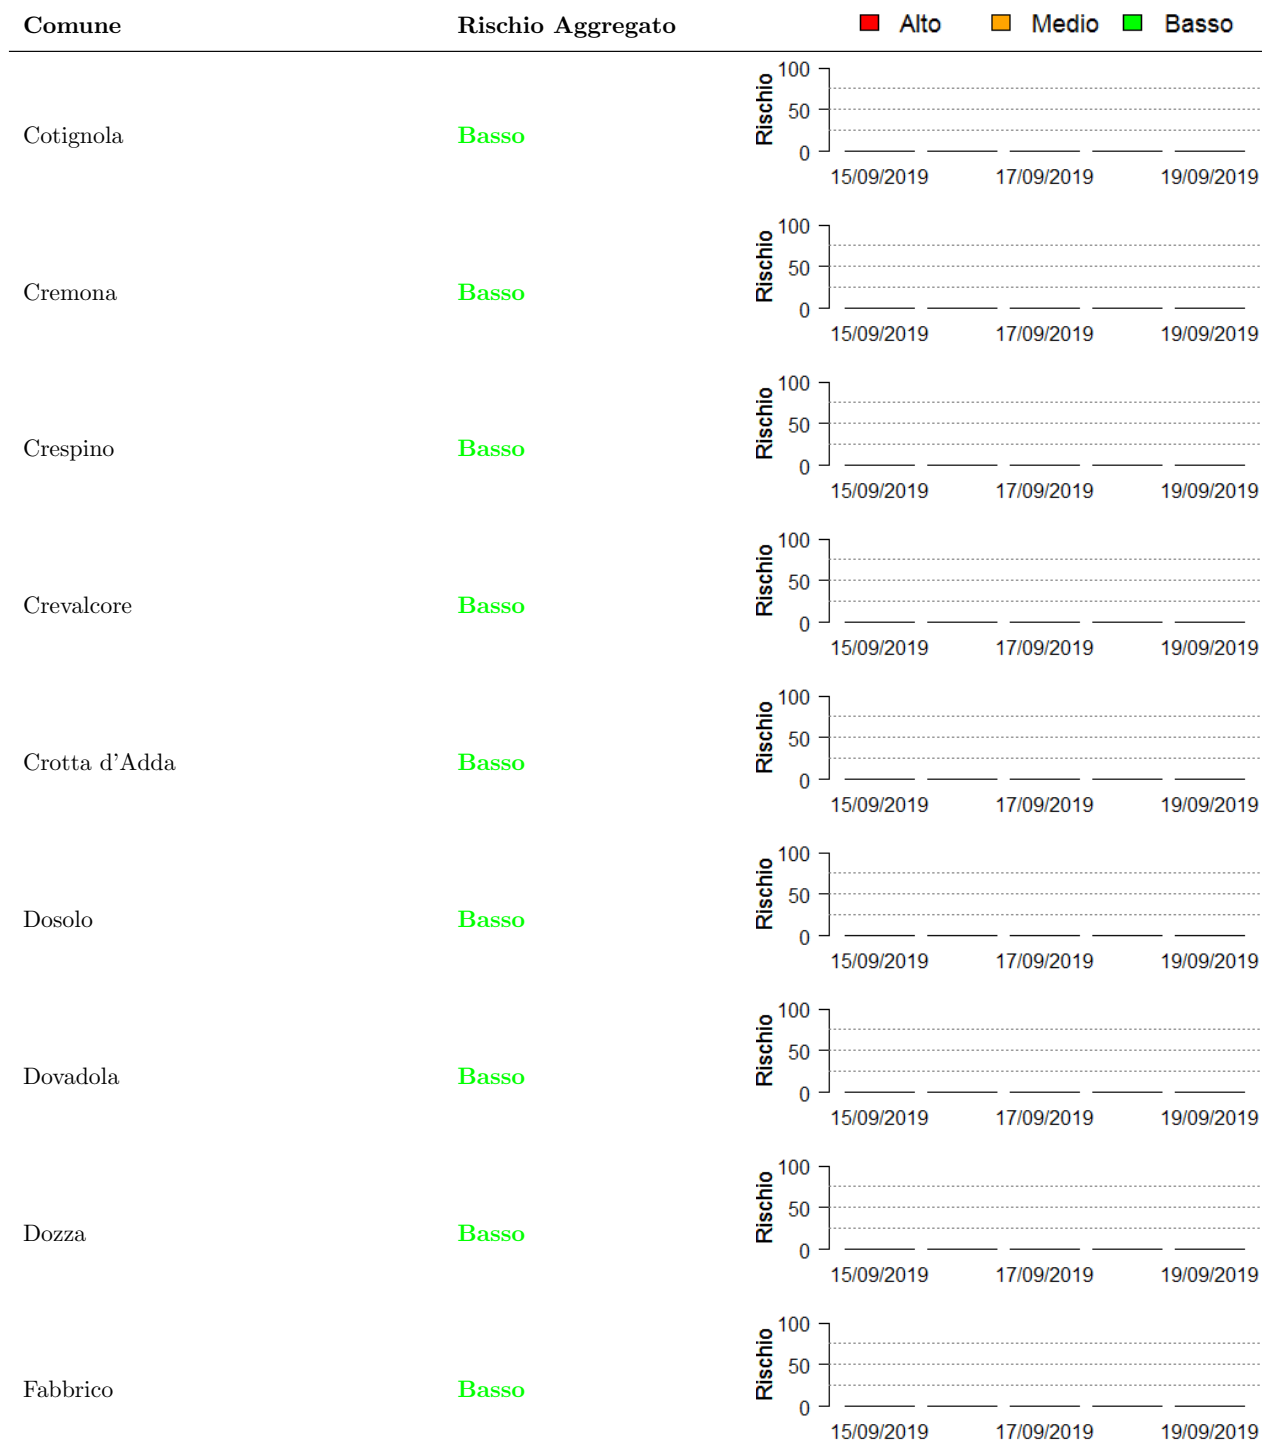 Comune Rischio Aggregato Alto Medio Basso
Cotignola Basso Rischio 100 50 0
15/09/2019 17/09/2019 19/09/2019
Cremona Basso Rischio 100 50 0
15/09/2019 17/09/2019 19/09/2019
Crespino Basso Rischio 100 50 0
15/09/2019 17/09/2019 19/09/2019
Crevalcore Basso Rischio 100 50 0
15/09/2019 17/09/2019 19/09/2019
Crotta d'Adda Basso Rischio 100 50 0
15/09/2019 17/09/2019 19/09/2019
Dosolo Basso Rischio 100 50 0
15/09/2019 17/09/2019 19/09/2019
Dovadola Basso Rischio 100 50 0
15/09/2019 17/09/2019 19/09/2019
Dozza Basso Rischio 100 50 0
15/09/2019 17/09/2019 19/09/2019
Fabbrico Basso Rischio 100 50 0
15/09/2019 17/09/2019 19/09/2019